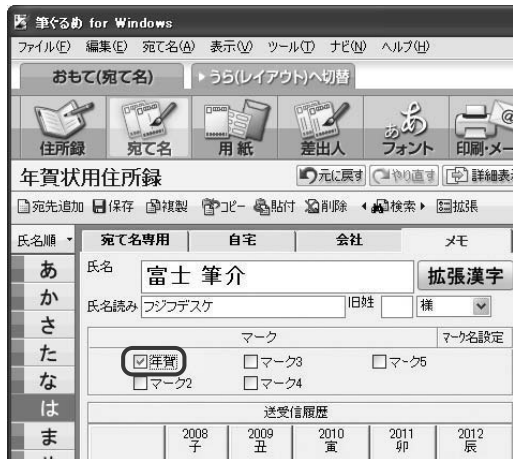 筆ぐるめ for Windows
ファイル(F) 編集(E) 宛て名(A) 表示(V) ツール(T) ナビ(N) ヘルプ(H)
おもて(宛て名) うら(レイアウト)へ切替
住所録 宛て名 用紙 差出人 フォント 印刷・メー
年賀状用住所録 元に戻す やり直す 詳細表示
宛先追加 保存 複製 コピー 貼付 削除 検索 拡張
氏名順 宛て名専用 自宅 会社 メモ
あ
か
さ
た
な
は
ま
氏名 富士 筆介 拡張漢字
氏名読み フジフデスケ 旧姓 様
マーク マーク名設定
年賀 マーク3 マーク5
マーク2 マーク4
送受信履歴
2008 2009 2010 2011 2012
子 丑 寅 卯 辰